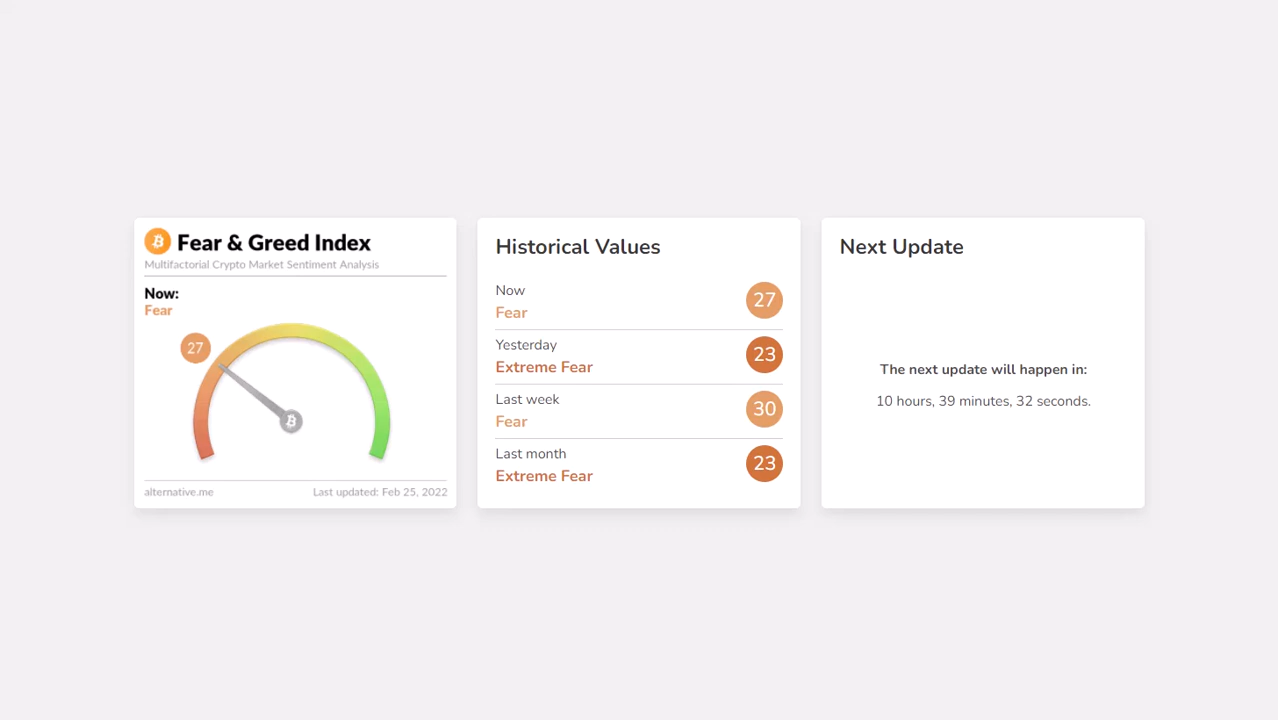 Fear & Greed Index
Multifactorial Crypto Market Sentiment Analysis
Now:
Fear
27
alternative.me
Last updated: Feb 25, 2022
Historical Values
Now
Fear
27
Yesterday
Extreme Fear
23
Last week
Fear
30
Last month
Extreme Fear
23
Next Update
The next update will happen in:
10 hours, 39 minutes, 32 seconds.